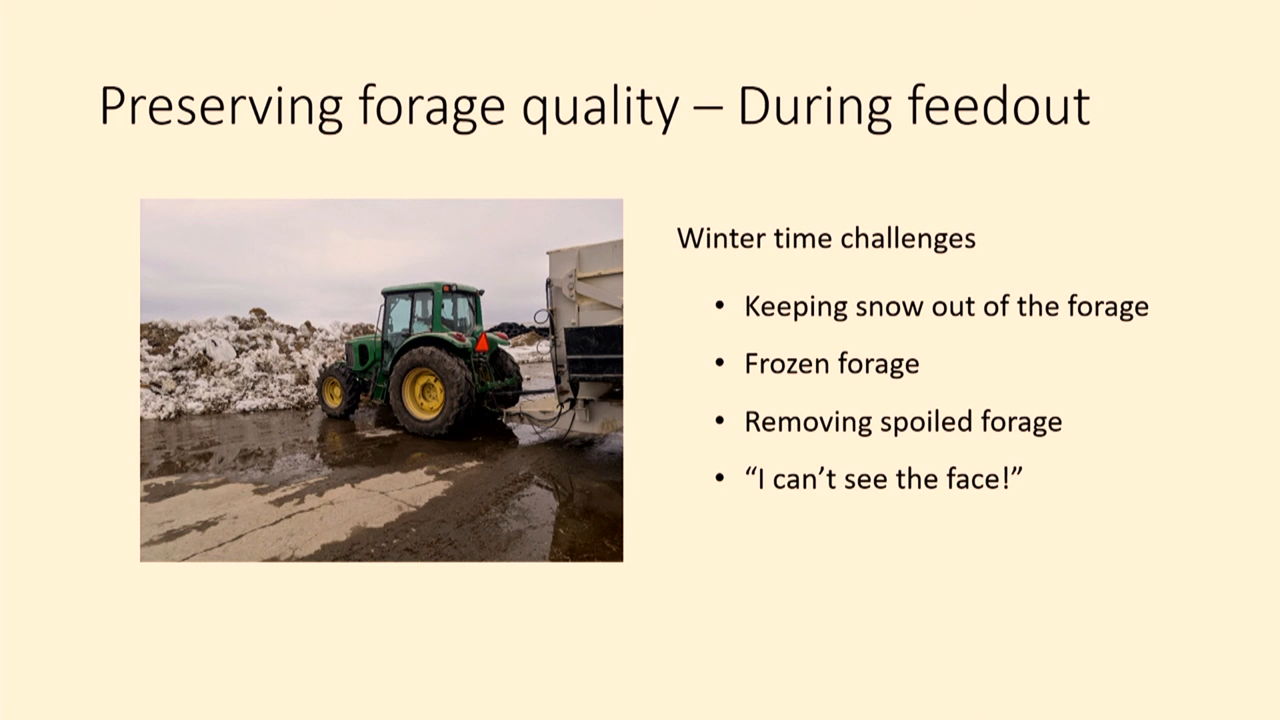 Preserving forage quality – During feedout
Winter time challenges
• Keeping snow out of the forage
• Frozen forage
• Removing spoiled forage
• “I can’t see the face!”